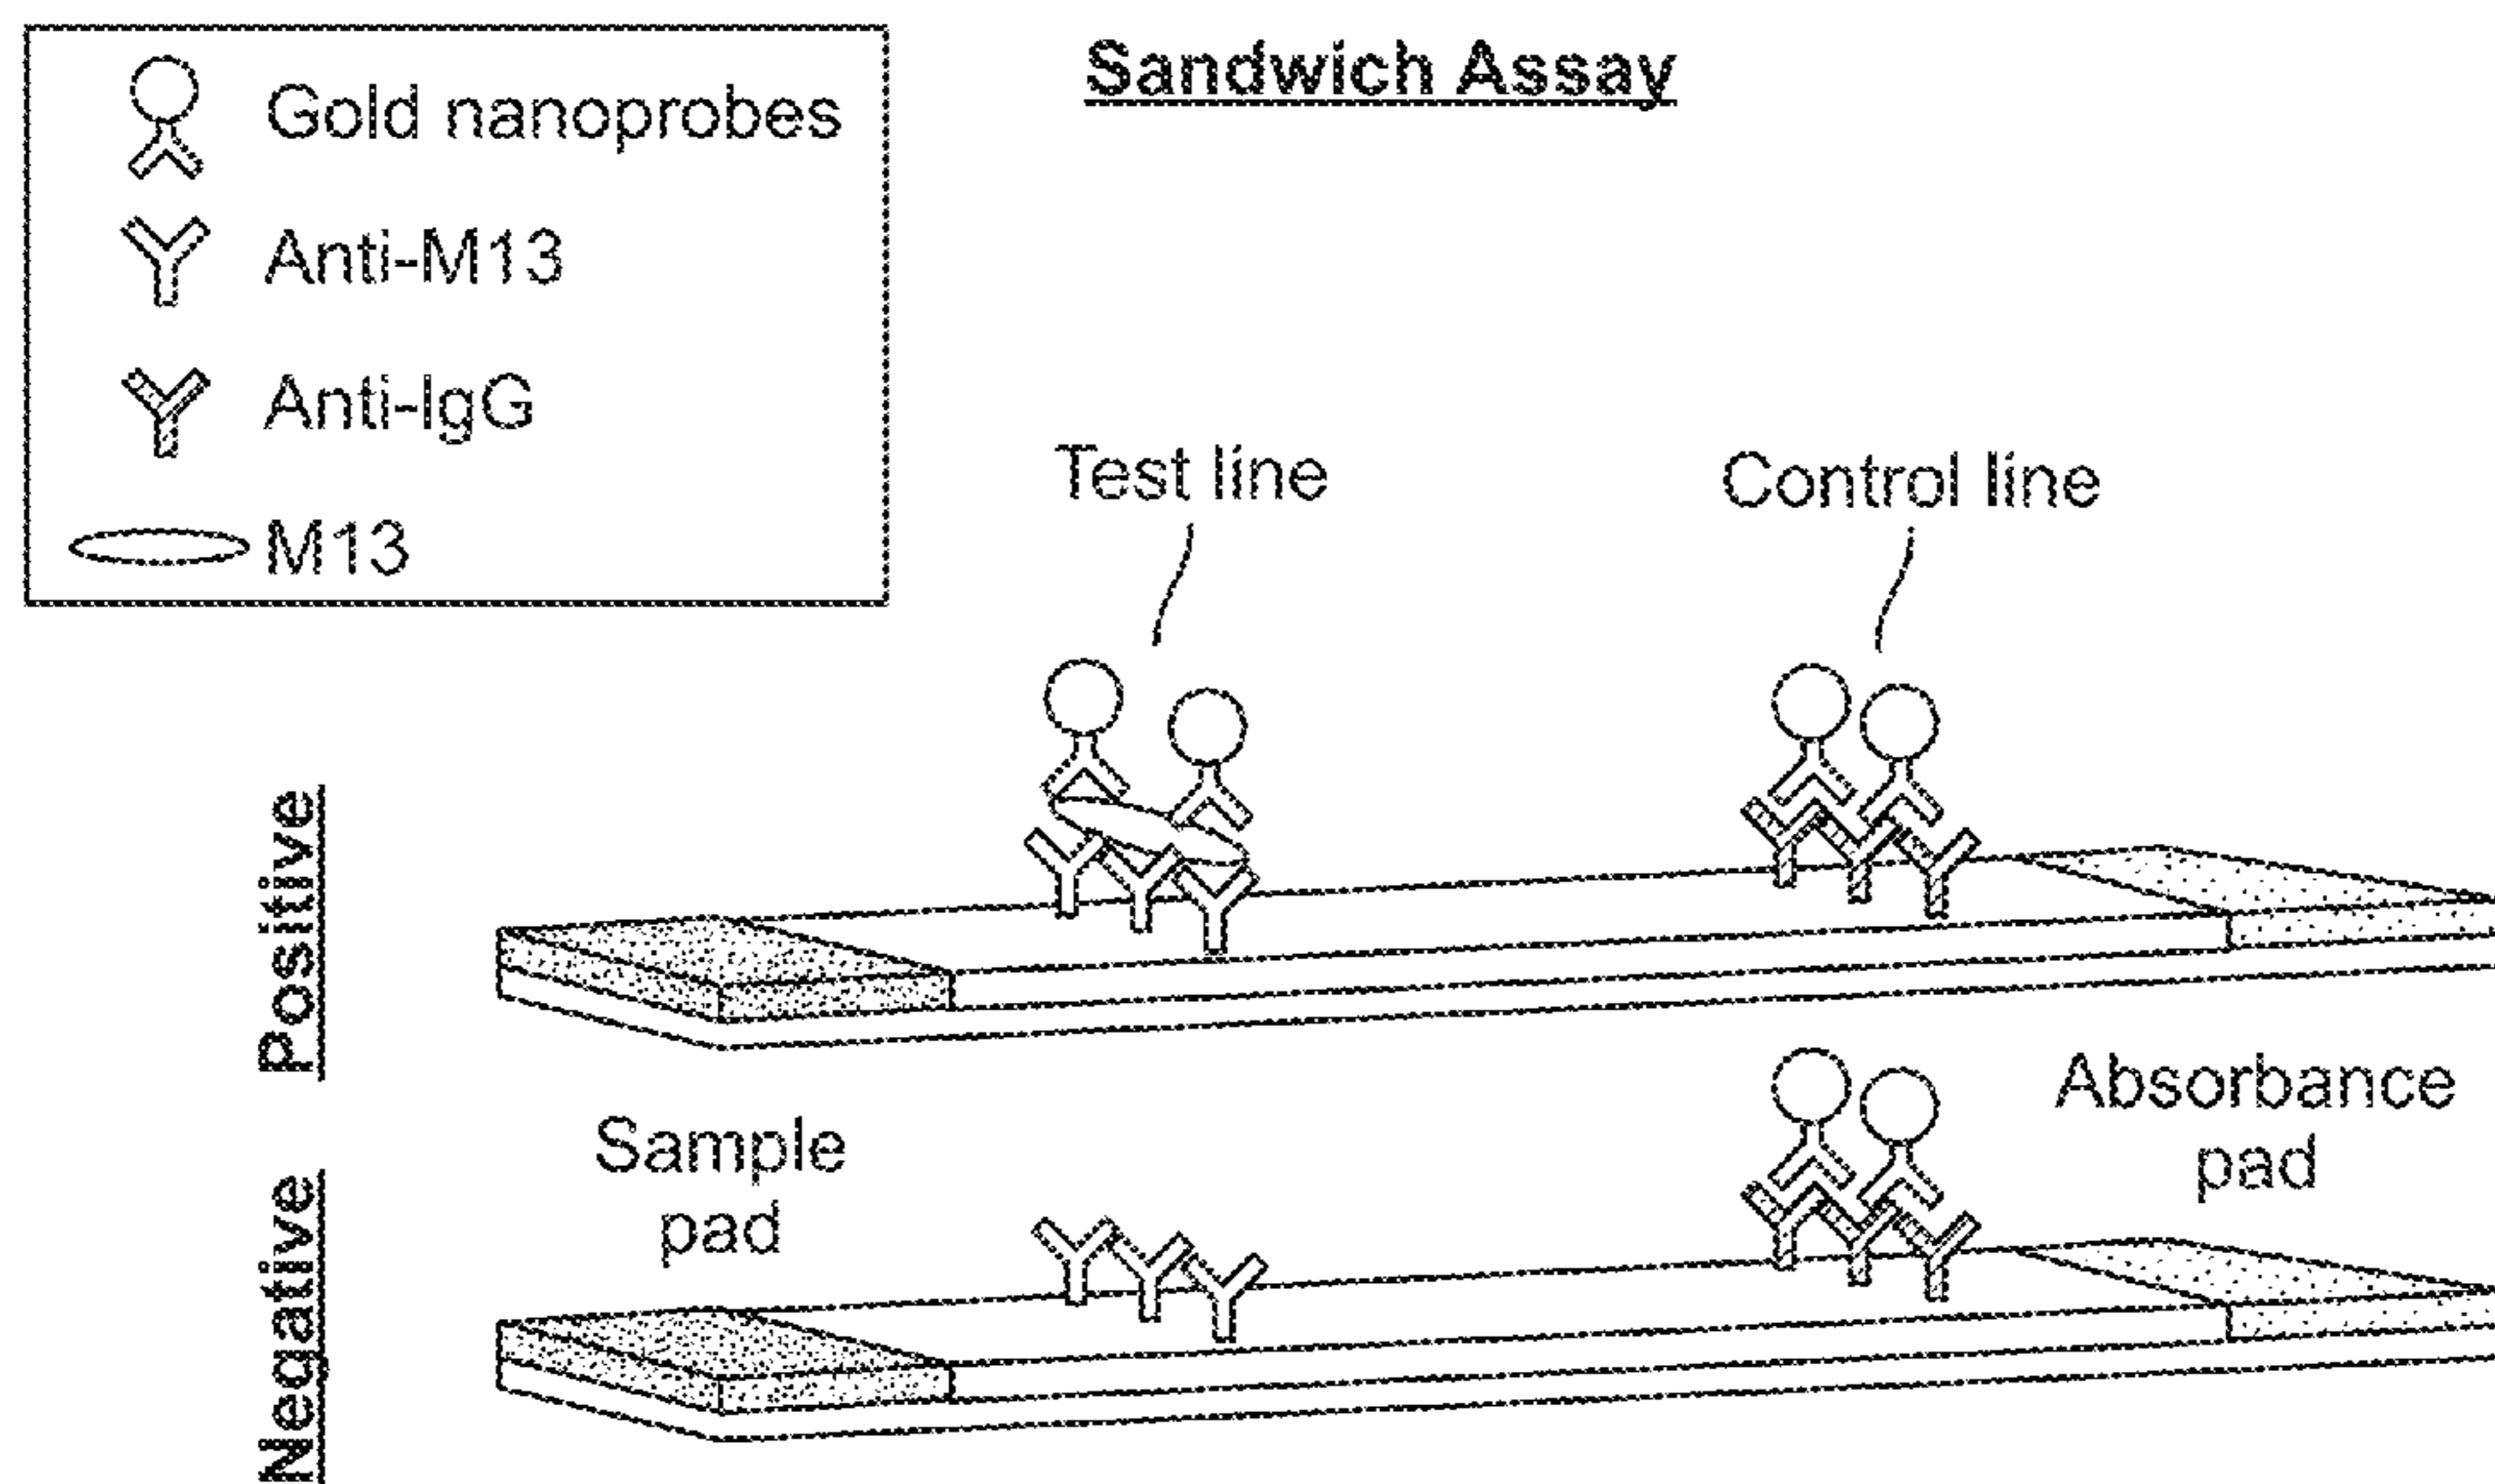 Sandwich Assay
Gold nanoprobes
Anti-M13
Anti-IgG
M13
Test line
Control line
Positive
Sample
pad
Absorbance
pad
Negative